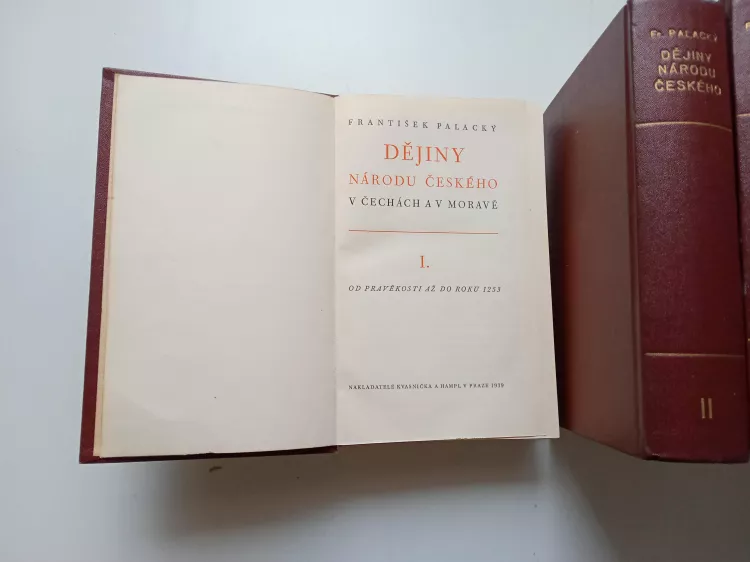 FRANTIŠEK PALACKÝ
DĚJINY
NÁRODU ČESKÉHO
V ČECHÁCH A V MORAVĚ
I.
OD PRAVĚKOSTI AŽ DO ROKU 1253
NAKLADATELÉ KVASNIČKA A HAMPL V PRAZE 1939
FR. PALACKÝ
DĚJINY
NÁRODU
ČESKÉHO
II